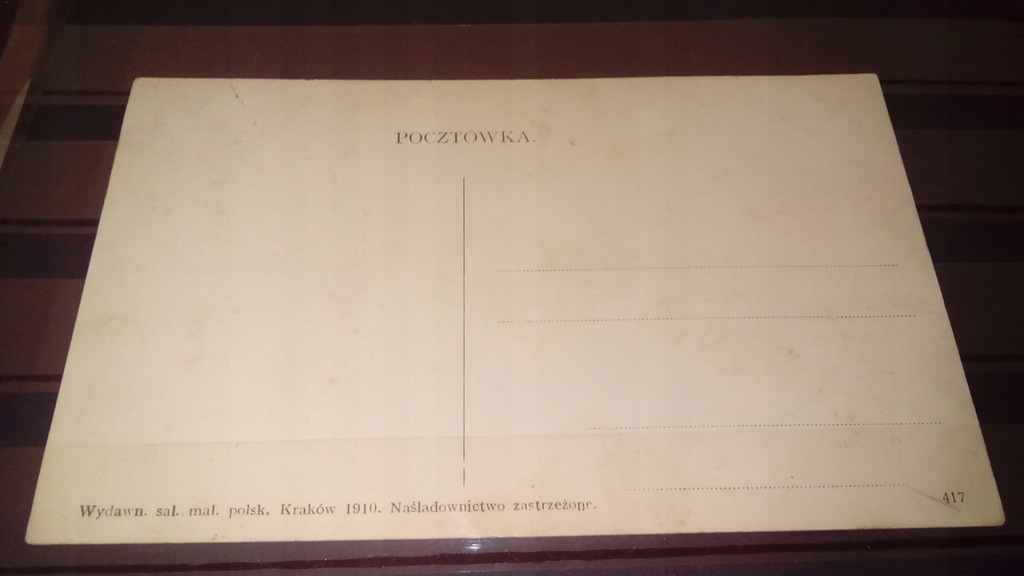 POCZTÓWKA.
Wydawn. sal. mal. polsk. Kraków 1910. Naśladownictwo zastrzeżone.
417